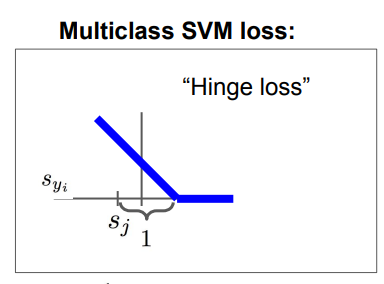 Multiclass SVM loss:
“Hinge loss”
s_{y_i}
s_j
1